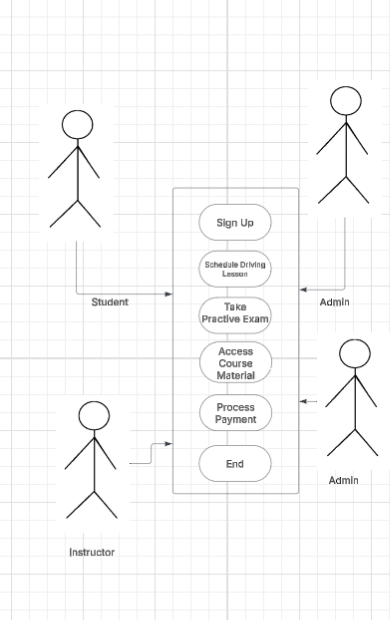 Sign Up
Schedule Driving
Lesson
Student
Admin
Take
Practive Exam
Access
Course
Material
Process
Payment
End
Admin
Instructor